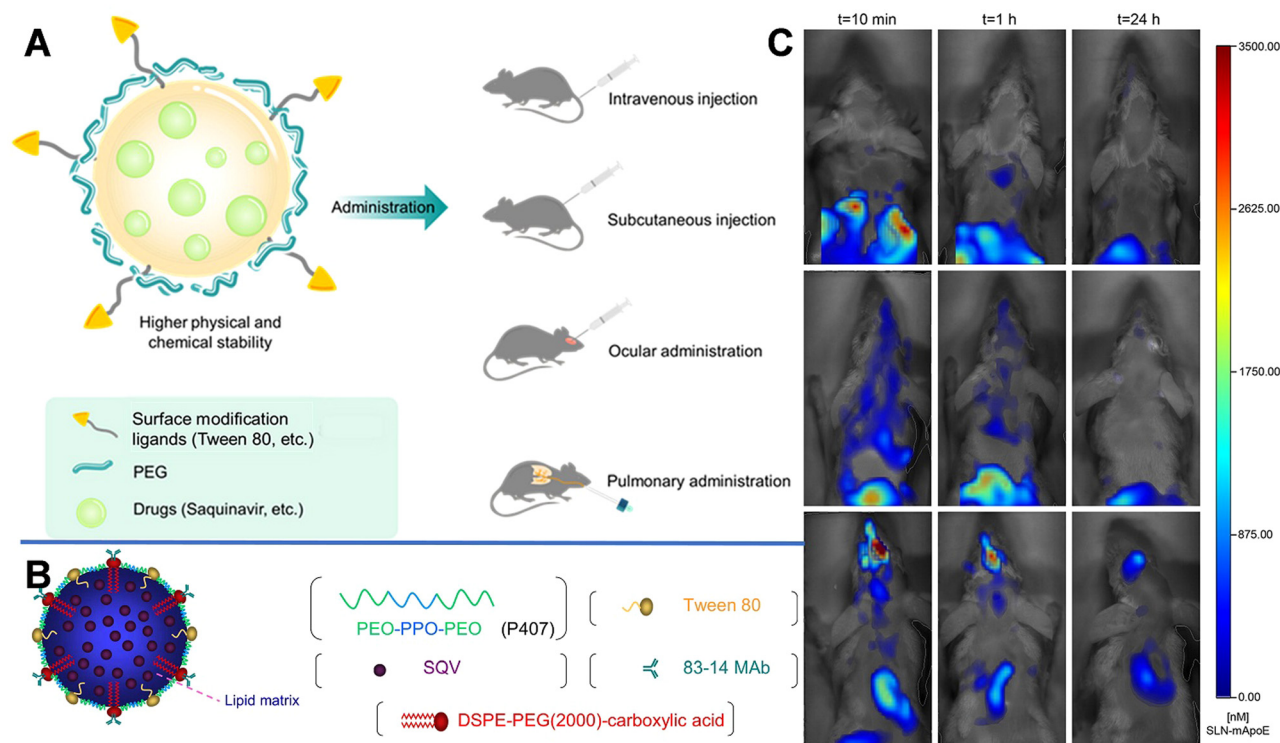 A
Higher physical and
chemical stability
Administration
Intravenous injection
Subcutaneous injection
Ocular administration
Pulmonary administration
Surface modification
ligands (Tween 80, etc.)
PEG
Drugs (Saquinavir, etc.)
B
Lipid matrix
PEO-PPO-PEO (P407)
Tween 80
SQV
83-14 MAb
DSPE-PEG(2000)-carboxylic acid
C
t=10 min t=1 h t=24 h
3500.00
2625.00
1750.00
875.00
0.00
[nM]
SLN-mApoE